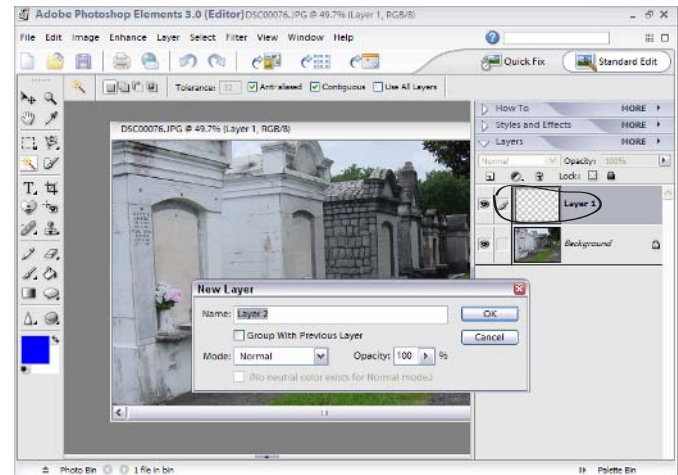 Adobe Photoshop Elements 3.0 (Editor) DSC00076.JPG @ 49.7% (Layer 1, RGB/8)
File Edit Image Enhance Layer Select Filter View Window Help
Quick Fix Standard Edit
Tolerance: 32 Anti-aliased Contiguous Use All Layers
How To MORE
Styles and Effects MORE
Layers MORE
DSC00076.JPG @ 49.7% (Layer 1, RGB/8)
Normal Opacity: 100%
Lock:
Layer 1
Background
New Layer
Name: Layer 2 OK
Group With Previous Layer Cancel
Mode: Normal Opacity: 100 %
(No neutral color exists for Normal mode.)
Photo Bin 1 file in bin Palette Bin